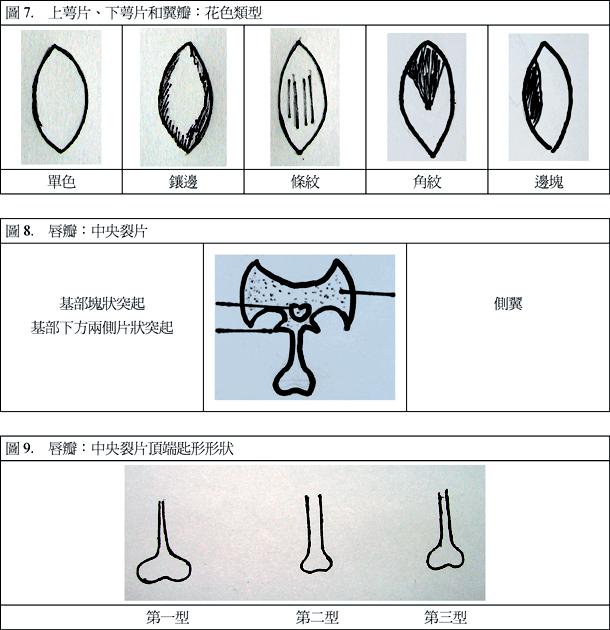 圖 7. 上萼片、下萼片和翼瓣：花色類型
單色 鑲邊 條紋 角紋 邊塊
圖 8. 唇瓣：中央裂片
基部塊狀突起
基部下方兩側片狀突起
側翼
圖 9. 唇瓣：中央裂片頂端匙形形狀
第一型 第二型 第三型